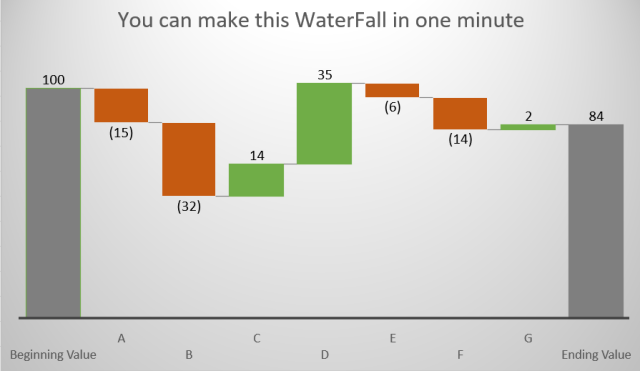 You can make this WaterFall in one minute
100
(15)
(32)
14
35
(6)
(14)
2
84
A
B
C
D
E
F
G
Beginning Value
Ending Value